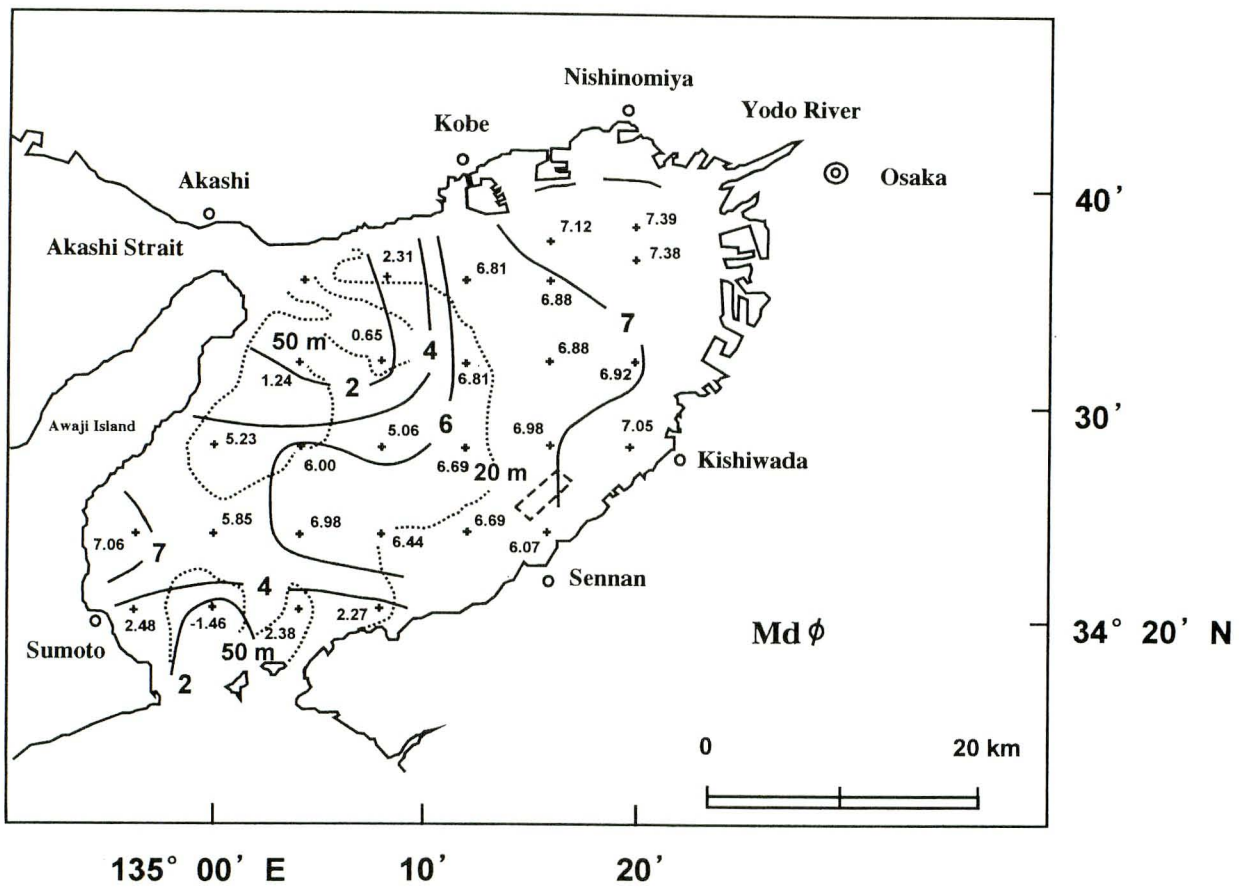 Nishinomiya
Yodo River
Kobe
Akashi
Osaka
40’
Akashi Strait
7.39
7.12
7.38
2.31
6.81
6.88
7
50 m
0.65
4
6.88
1.24
2
6.81
6.92
30’
Awaji Island
5.23
5.06
6
6.98
7.05
6.00
6.69
20 m
Kishiwada
5.85
6.98
6.69
7.06
7
6.44
6.07
4
Sennan
2.48
-1.46
2.38
2.27
Md ϕ
34° 20’ N
Sumoto
50 m
2
0
20 km
135° 00’ E
10’
20’